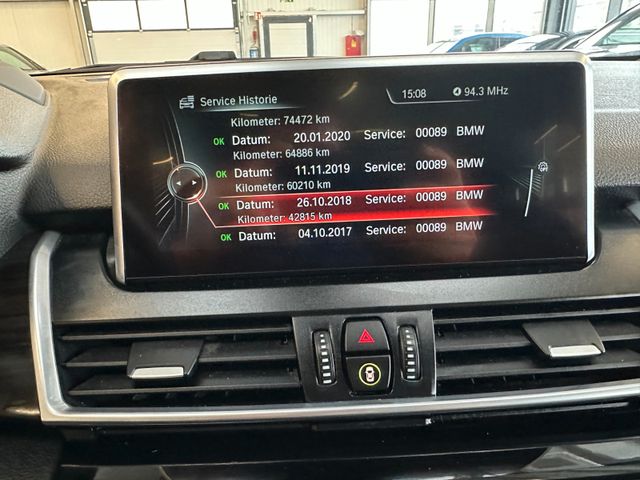 15:08 94.3 MHz
Service Historie
Kilometer: 74472 km
OK Datum: 20.01.2020 Service: 00089 BMW
Kilometer: 64886 km
OK Datum: 11.11.2019 Service: 00089 BMW
Kilometer: 60210 km
OK Datum: 26.10.2018 Service: 00089 BMW
Kilometer: 42815 km
OK Datum: 04.10.2017 Service: 00089 BMW